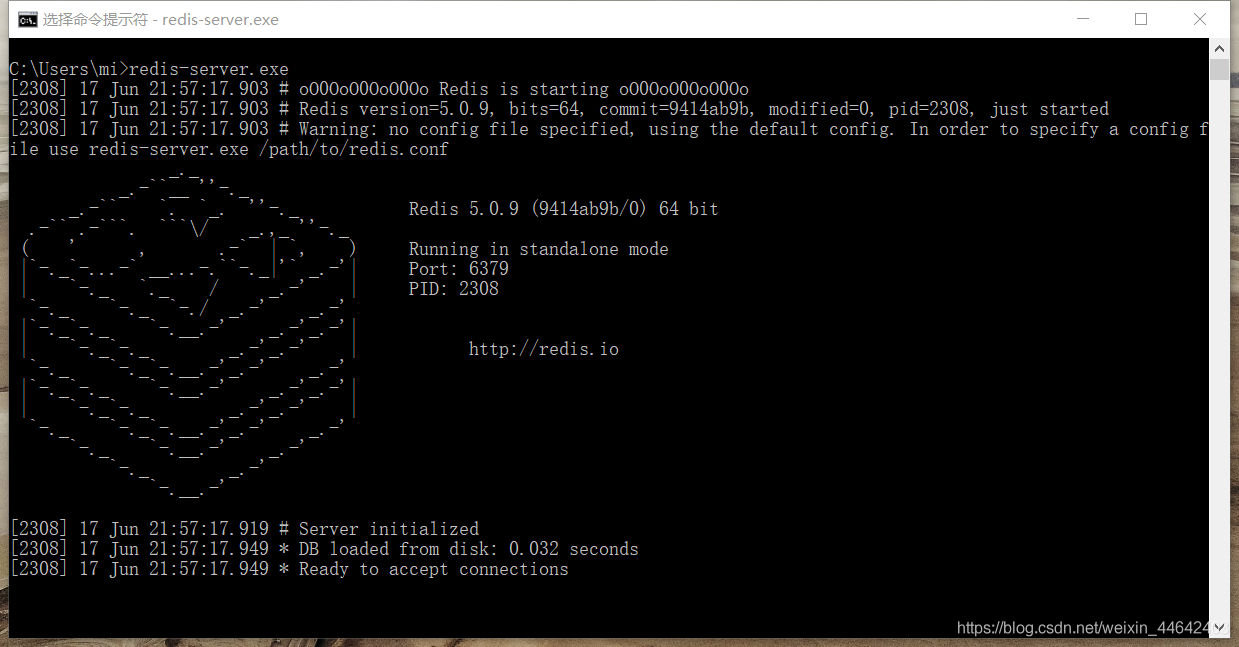 选择命令提示符 - redis-server.exe
C:\Users\mi>redis-server.exe
[2308] 17 Jun 21:57:17.903 # oO0OoO0OoO0Oo Redis is starting oO0OoO0OoO0Oo
[2308] 17 Jun 21:57:17.903 # Redis version=5.0.9, bits=64, commit=9414ab9b, modified=0, pid=2308, just started
[2308] 17 Jun 21:57:17.903 # Warning: no config file specified, using the default config. In order to specify a config f
ile use redis-server.exe /path/to/redis.conf
Redis 5.0.9 (9414ab9b/0) 64 bit
Running in standalone mode
Port: 6379
PID: 2308
http://redis.io
[2308] 17 Jun 21:57:17.919 # Server initialized
[2308] 17 Jun 21:57:17.949 * DB loaded from disk: 0.032 seconds
[2308] 17 Jun 21:57:17.949 * Ready to accept connections